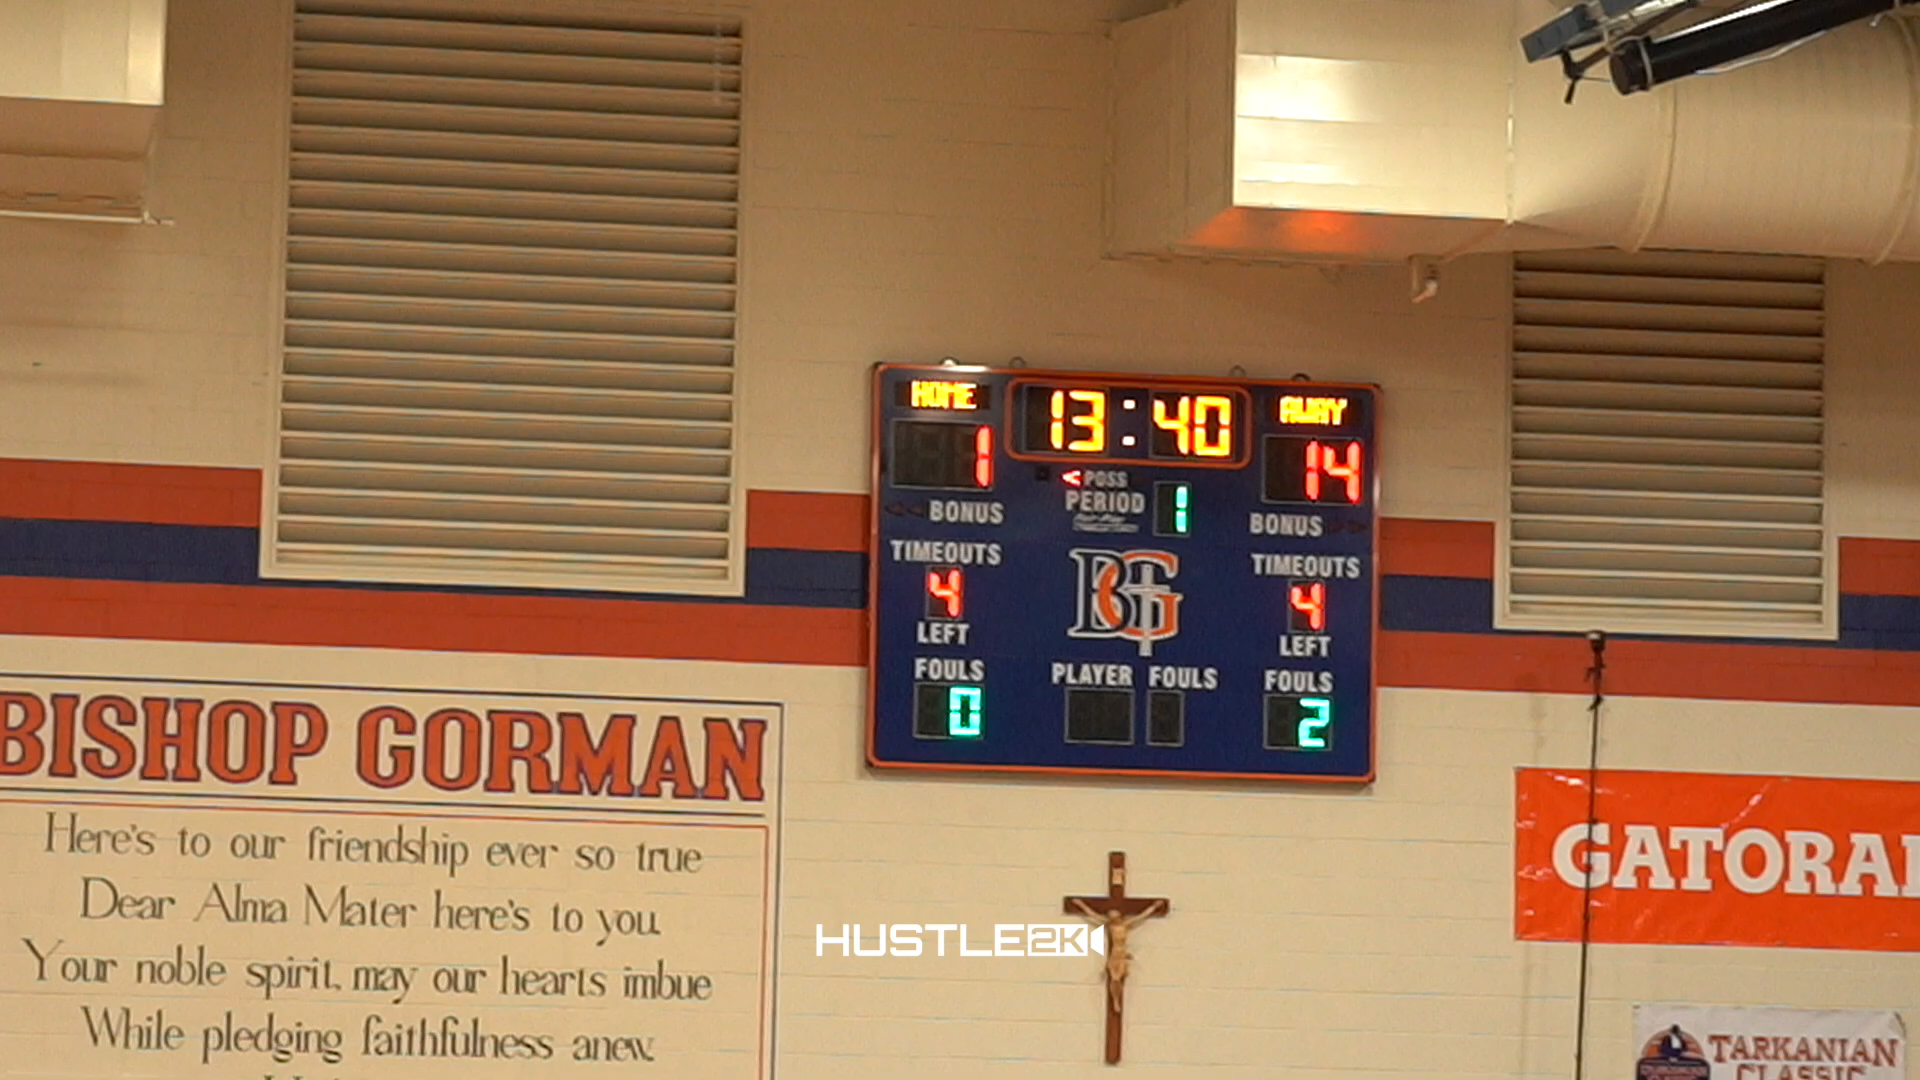 HOME
13:40
AWAY
1
14
POSS
PERIOD
1
BONUS
BONUS
TIMEOUTS
TIMEOUTS
4
4
LEFT
BG
LEFT
FOULS
PLAYER FOULS
FOULS
0
2
BISHOP GORMAN
Here's to our friendship ever so true
Dear Alma Mater here's to you
Your noble spirit, may our hearts imbue
While pledging faithfulness anew.
HUSTLE2K
GATORA
TARKANIAN
CLASSIC